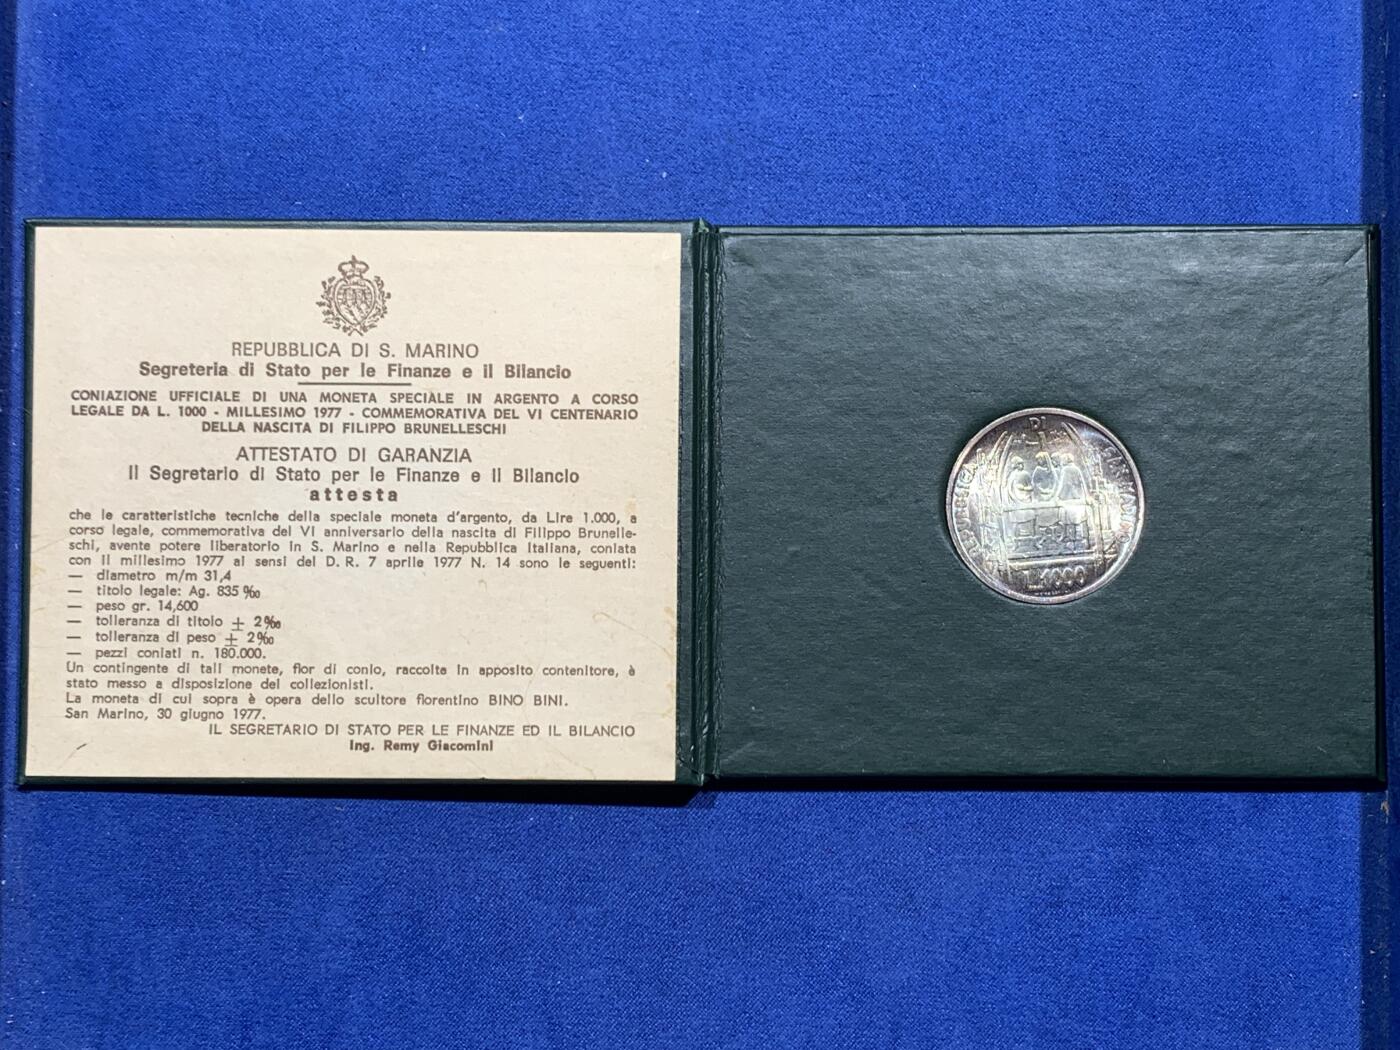 REPUBBLICA DI S. MARINO
Segreteria di Stato per le Finanze e il Bilancio
CONIAZIONE UFFICIALE DI UNA MONETA SPECIALE IN ARGENTO A CORSO
LEGALE DA L. 1000 - MILLESIMO 1977 - COMMEMORATIVA DEL VI CENTENARIO
DELLA NASCITA DI FILIPPO BRUNELLESCHI
ATTESTATO DI GARANZIA
Il Segretario di Stato per le Finanze e il Bilancio
attesta
che le caratteristiche tecniche della speciale moneta d'argento, da Lire 1.000, a
corso legale, commemorativa del VI anniversario della nascita di Filippo Brunelle-
schi, avente potere liberatorio in S. Marino e nella Repubblica Italiana, coniata
con il millesimo 1977 ai sensi del D. R. 7 aprile 1977 N. 14 sono le seguenti:
— diametro m/m 31,4
— titolo legale: Ag. 835 ‰
— peso gr. 14,600
— tolleranza di titolo ± 2‰
— tolleranza di peso ± 2‰
— pezzi coniati n. 180.000.
Un contingente di tali monete, fior di conio, raccolte in apposito contenitore, è
stato messo a disposizione dei collezionisti.
La moneta di cui sopra è opera dello scultore fiorentino BINO BINI.
San Marino, 30 giugno 1977.
IL SEGRETARIO DI STATO PER LE FINANZE ED IL BILANCIO
Ing. Remy Giacomini
REPUBBLICA DI SAN MARINO
L.1000